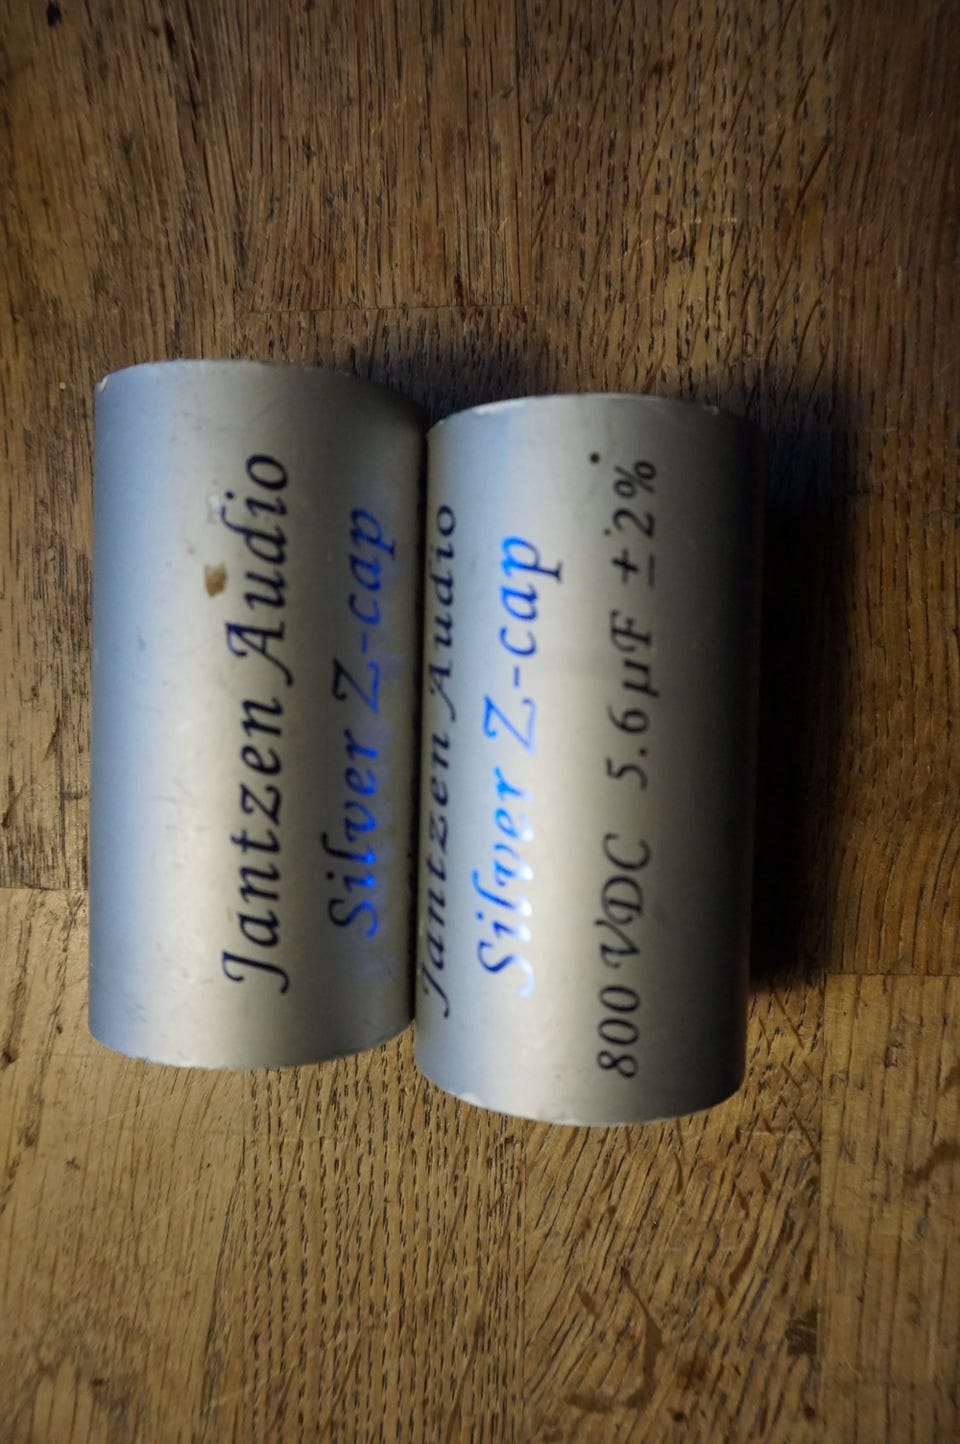 Jantzen Audio
Silver Z-cap
Jantzen Audio
Silver Z-cap
800 VDC 5.6 µF ±2%